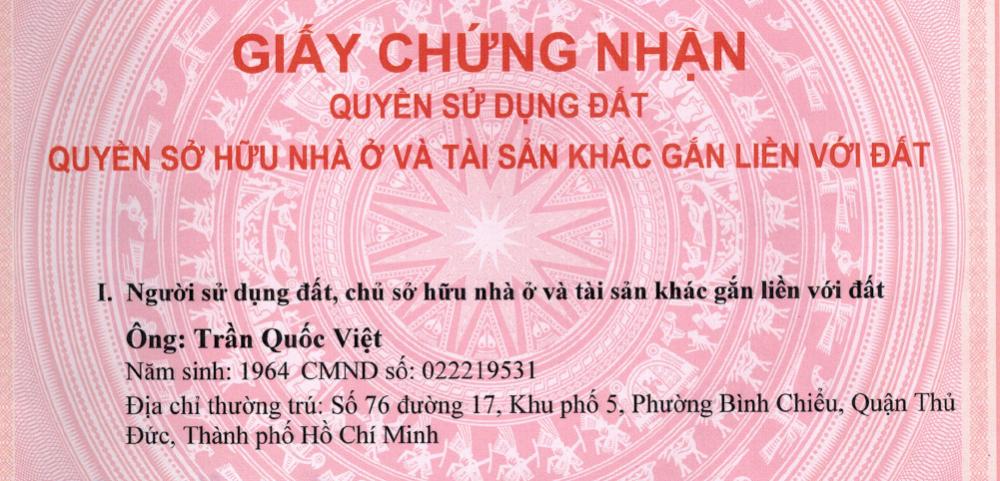 GIẤY CHỨNG NHẬN
QUYỀN SỬ DỤNG ĐẤT
QUYỀN SỞ HỮU NHÀ Ở VÀ TÀI SẢN KHÁC GẮN LIỀN VỚI ĐẤT
I. Người sử dụng đất, chủ sở hữu nhà ở và tài sản khác gắn liền với đất
Ông: Trần Quốc Việt
Năm sinh: 1964 CMND số: 022219531
Địa chỉ thường trú: Số 76 đường 17, Khu phố 5, Phường Bình Chiểu, Quận Thủ
Đức, Thành phố Hồ Chí Minh